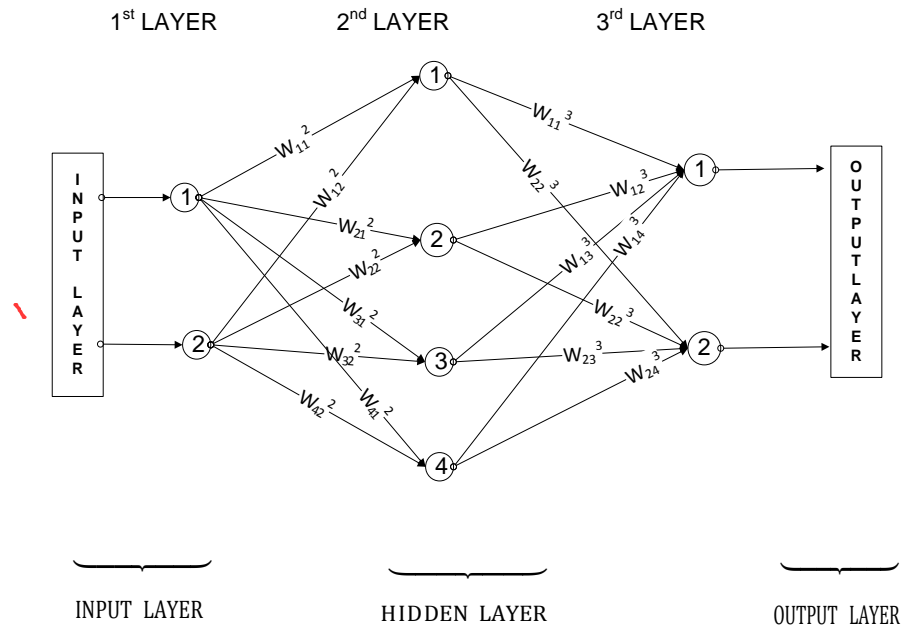 1st LAYER 2nd LAYER 3rd LAYER
1
W11 3
W11 2
W12 2
W22 3
INPUT LAYER
1
W12 3
1
OUTPUTLAYER
W21 2
2
W14 3
W22 2
W13 3
W31 2
W22 3
2
W32 2
3
W23 3
2
W24 3
W42 2
W41 2
4
INPUT LAYER
HIDDEN LAYER
OUTPUT LAYER